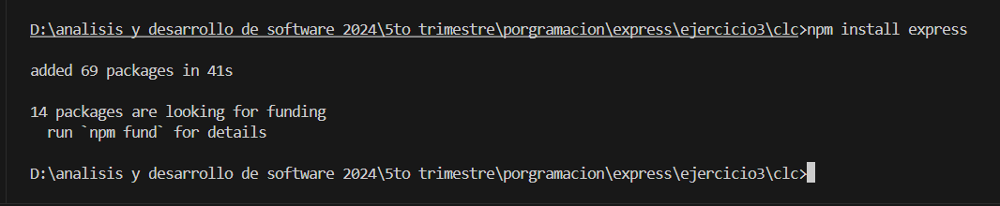 D:\analisis y desarrollo de software 2024\5to trimestre\porgramacion\express\ejercicio3\clc>npm install express
added 69 packages in 41s
14 packages are looking for funding
  run `npm fund` for details
D:\analisis y desarrollo de software 2024\5to trimestre\porgramacion\express\ejercicio3\clc>